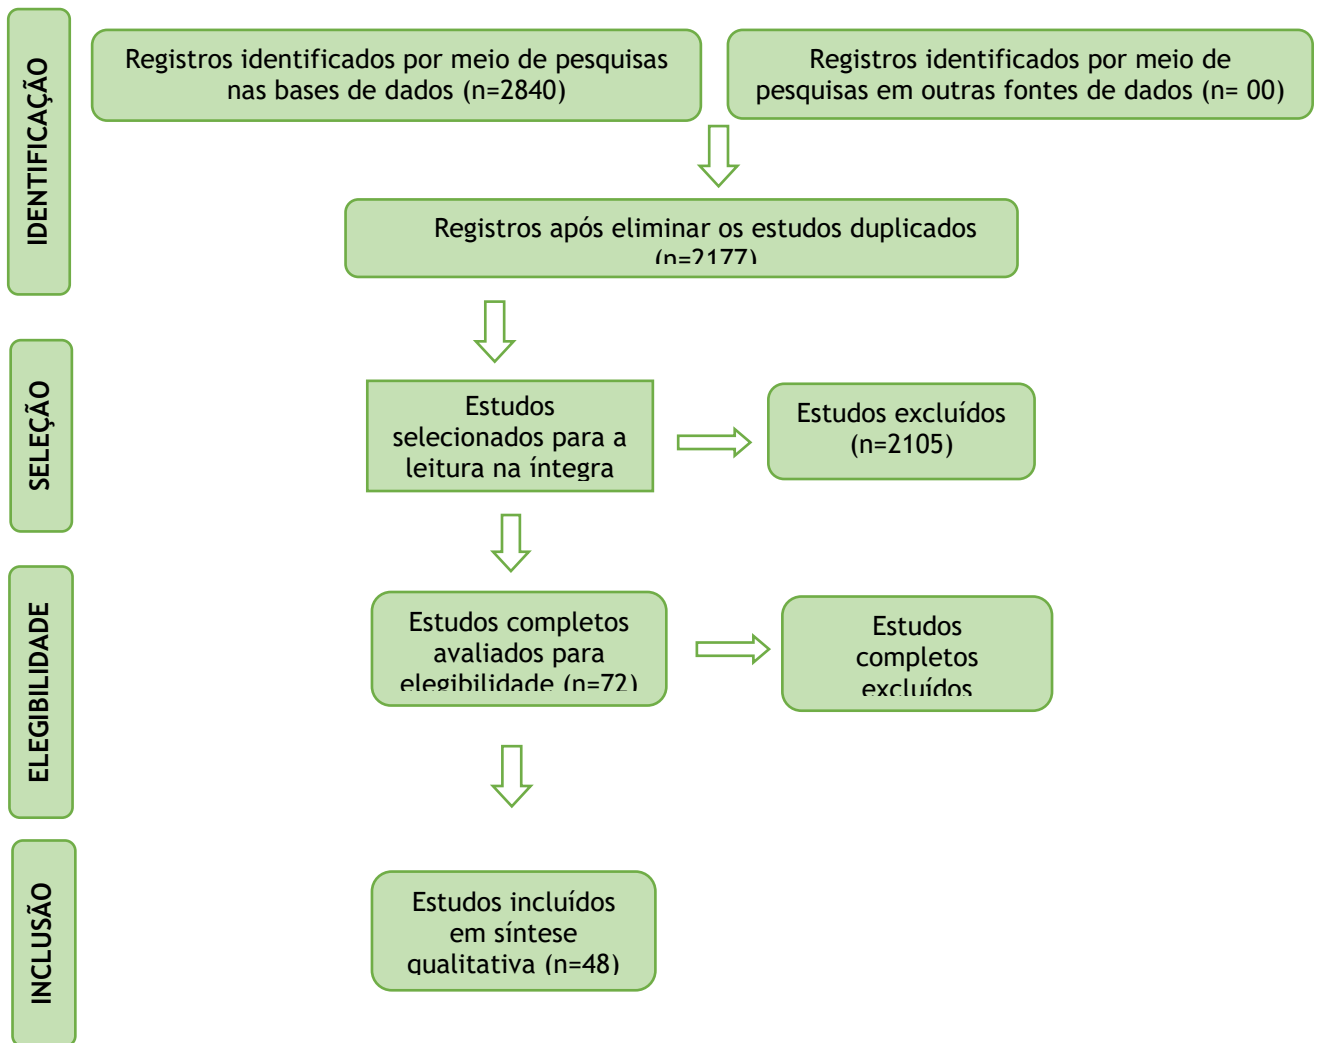 IDENTIFICAÇÃO
Registros identificados por meio de pesquisas
nas bases de dados (n=2840)
Registros identificados por meio de
pesquisas em outras fontes de dados (n= 00)
Registros após eliminar os estudos duplicados
(n=2177)
SELEÇÃO
Estudos
selecionados para a
leitura na íntegra
Estudos excluídos
(n=2105)
ELEGIBILIDADE
Estudos completos
avaliados para
elegibilidade (n=72)
Estudos
completos
excluídos
INCLUSÃO
Estudos incluídos
em síntese
qualitativa (n=48)